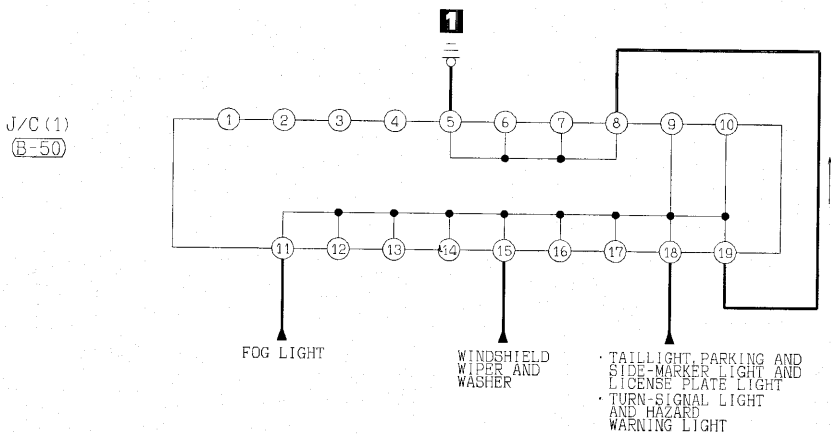 1
J/C(1)
(B-50)
1 2 3 4 5 6 7 8 9 10
11 12 13 14 15 16 17 18 19
FOG LIGHT
WINDSHIELD
WIPER AND
WASHER
· TAILLIGHT,PARKING AND
SIDE-MARKER LIGHT AND
LICENSE PLATE LIGHT
· TURN-SIGNAL LIGHT
AND HAZARD
WARNING LIGHT